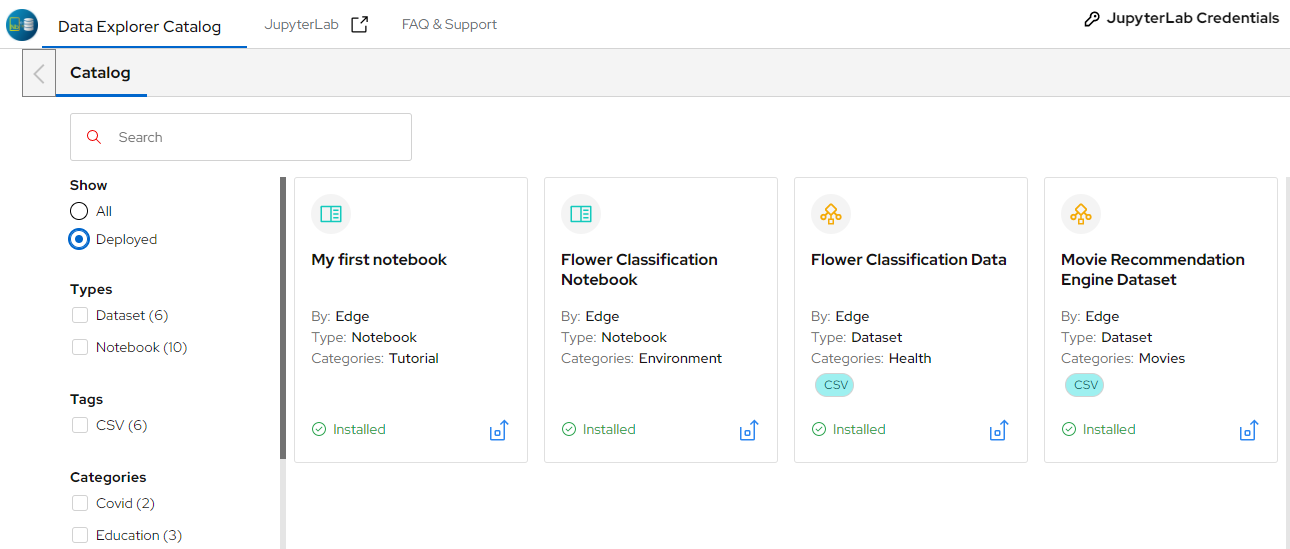 Data Explorer Catalog
JupyterLab
FAQ & Support
JupyterLab Credentials
Catalog
Search
Show
All
Deployed
Types
Dataset (6)
Notebook (10)
Tags
CSV (6)
Categories
Covid (2)
Education (3)
My first notebook
By: Edge
Type: Notebook
Categories: Tutorial
Installed
Flower Classification
Notebook
By: Edge
Type: Notebook
Categories: Environment
Installed
Flower Classification Data
By: Edge
Type: Dataset
Categories: Health
CSV
Installed
Movie Recommendation
Engine Dataset
By: Edge
Type: Dataset
Categories: Movies
CSV
Installed